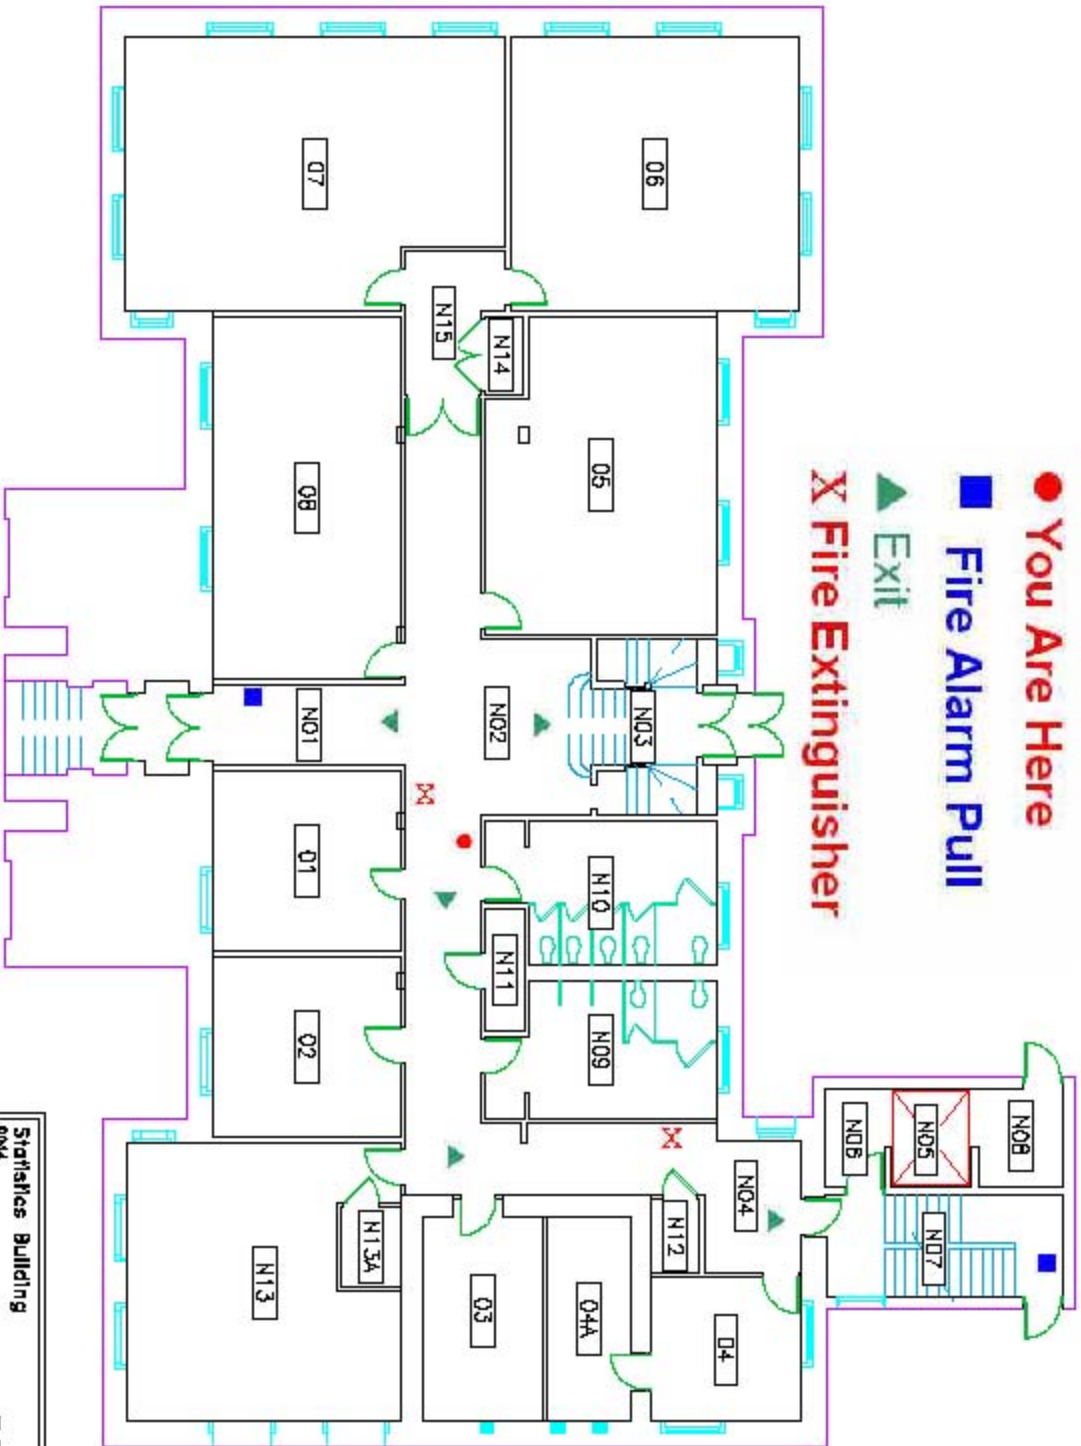 You Are Here
Fire Alarm Pull
Exit
X Fire Extinguisher
06
07
N15
N14
05
08
N03
N02
N01
N10
01
N11
N09
02
N08
N05
N06
N07
N04
N12
N13A
N13
03
04A
04
Statistics Building